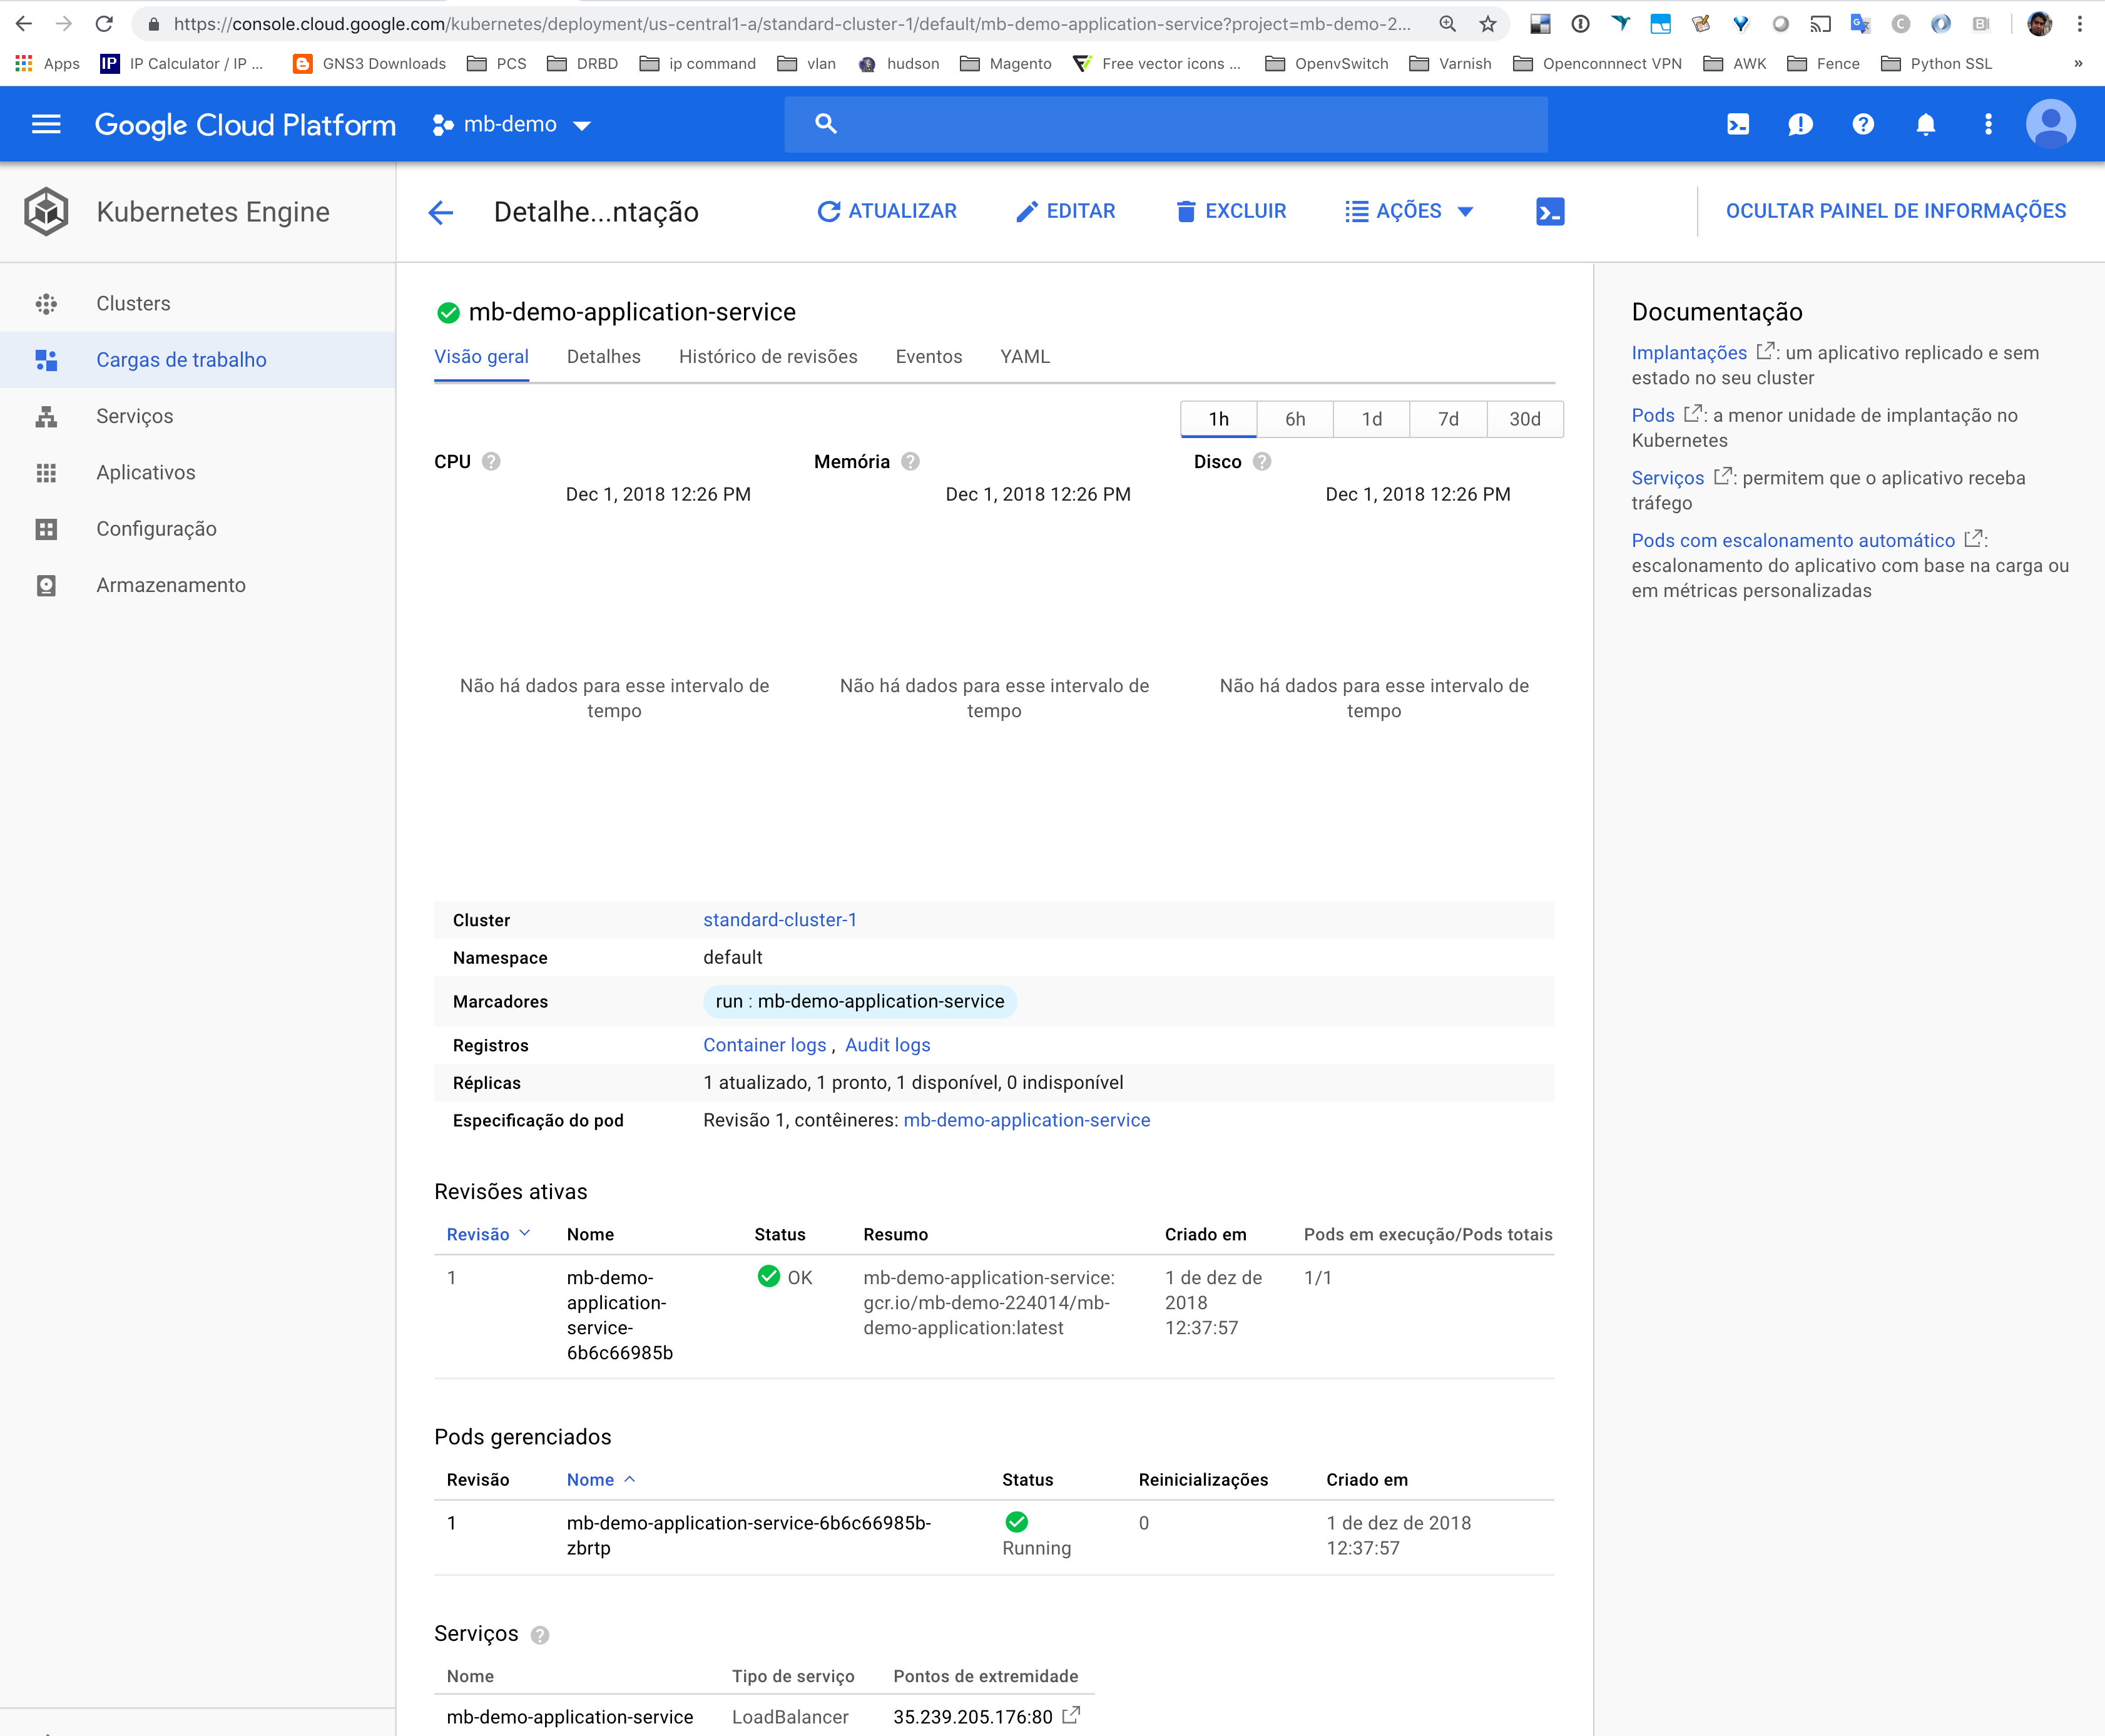 https://console.cloud.google.com/kubernetes/deployment/us-central1-a/standard-cluster-1/default/mb-demo-application-service?project=mb-demo-2...
Apps
IP
IP Calculator / IP ...
GNS3 Downloads
PCS
DRBD
ip command
vlan
hudson
Magento
Free vector icons ...
OpenvSwitch
Varnish
Openconnnect VPN
AWK
Fence
Python SSL
»
Google Cloud Platform
mb-demo
Kubernetes Engine
Detalhe...ntação
ATUALIZAR
EDITAR
EXCLUIR
AÇÕES
OCULTAR PAINEL DE INFORMAÇÕES
Clusters
Cargas de trabalho
Serviços
Aplicativos
Configuração
Armazenamento
mb-demo-application-service
Visão geral
Detalhes
Histórico de revisões
Eventos
YAML
1h
6h
1d
7d
30d
CPU
Dec 1, 2018 12:26 PM
Não há dados para esse intervalo de
tempo
Memória
Dec 1, 2018 12:26 PM
Não há dados para esse intervalo de
tempo
Disco
Dec 1, 2018 12:26 PM
Não há dados para esse intervalo de
tempo
Cluster standard-cluster-1
Namespace default
Marcadores run : mb-demo-application-service
Registros Container logs , Audit logs
Réplicas 1 atualizado, 1 pronto, 1 disponível, 0 indisponível
Especificação do pod Revisão 1, contêineres: mb-demo-application-service
Revisões ativas
Revisão Nome Status Resumo Criado em Pods em execução/Pods totais
1
mb-demo-
application-
service-
6b6c66985b
OK
mb-demo-application-service:
gcr.io/mb-demo-224014/mb-
demo-application:latest
1 de dez de
2018
12:37:57
1/1
Pods gerenciados
Revisão Nome Status Reinicializações Criado em
1
mb-demo-application-service-6b6c66985b-
zbrtp
Running
0
1 de dez de 2018
12:37:57
Serviços
Nome Tipo de serviço Pontos de extremidade
mb-demo-application-service LoadBalancer 35.239.205.176:80
Documentação
Implantações : um aplicativo replicado e sem
estado no seu cluster
Pods : a menor unidade de implantação no
Kubernetes
Serviços : permitem que o aplicativo receba
tráfego
Pods com escalonamento automático :
escalonamento do aplicativo com base na carga ou
em métricas personalizadas